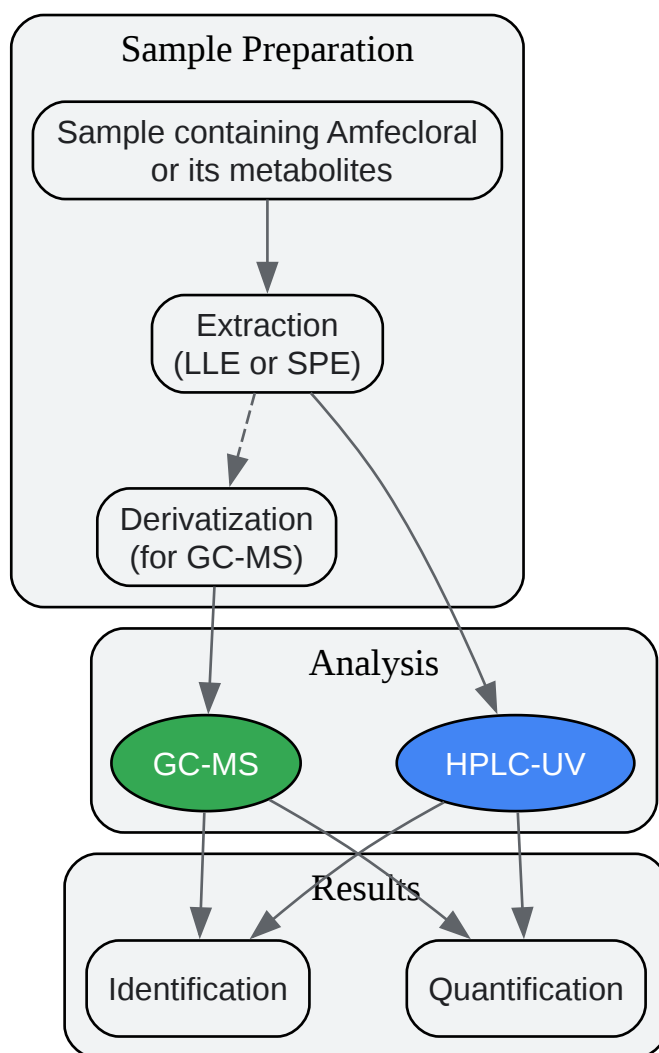 Sample Preparation
Sample containing Amfecloral
or its metabolites
Extraction
(LLE or SPE)
Derivatization
(for GC-MS)
Analysis
GC-MS
HPLC-UV
Results
Identification
Quantification